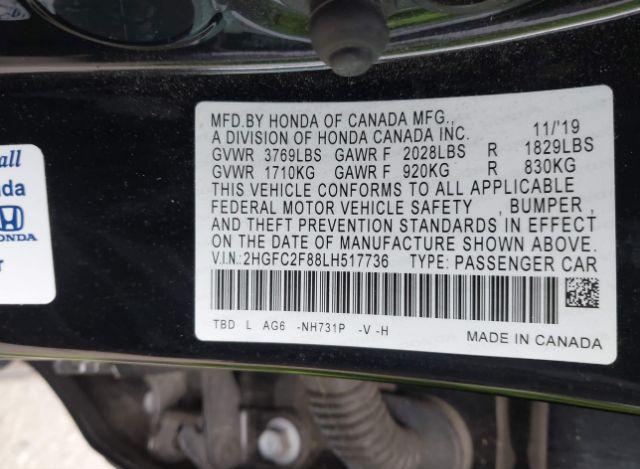 MFD.BY HONDA OF CANADA MFG., 11/'19
A DIVISION OF HONDA CANADA INC.
GVWR 3769LBS GAWR F 2028LBS R 1829LBS
GVWR 1710KG GAWR F 920KG R 830KG
THIS VEHICLE CONFORMS TO ALL APPLICABLE
FEDERAL MOTOR VEHICLE SAFETY , BUMPER ,
AND THEFT PREVENTION STANDARDS IN EFFECT
ON THE DATE OF MANUFACTURE SHOWN ABOVE.
V.I.N.:2HGFC2F88LH517736 TYPE: PASSENGER CAR
TBD L AG6 -NH731P -V -H
MADE IN CANADA
all
nda
HONDA
r